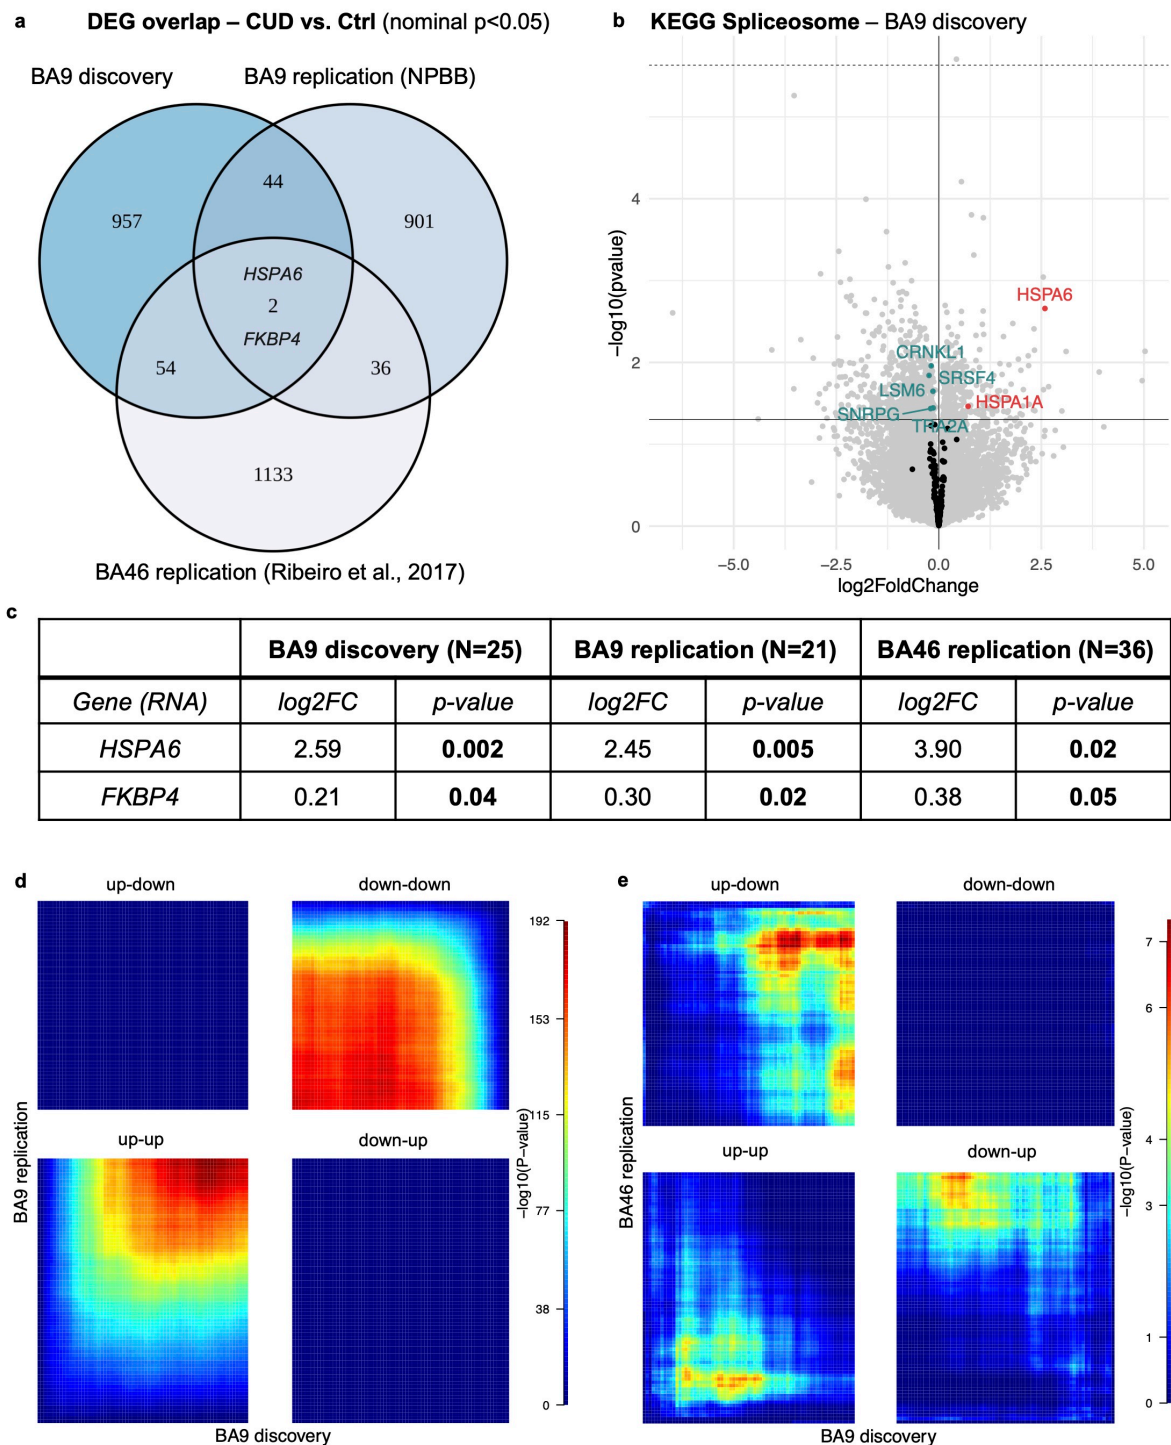 a DEG overlap – CUD vs. Ctrl (nominal p<0.05)
BA9 discovery
BA9 replication (NPBB)
957
44
901
HSPA6
2
FKBP4
54
36
1133
BA46 replication (Ribeiro et al., 2017)
b KEGG Spliceosome – BA9 discovery
−log10(pvalue)
4
2
0
HSPA6
CRNKL1
SRSF4
LSM6
HSPA1A
SNRPG
TRA2A
−5.0 −2.5 0.0 2.5 5.0
log2FoldChange
c
BA9 discovery (N=25) BA9 replication (N=21) BA46 replication (N=36)
Gene (RNA) log2FC p-value log2FC p-value log2FC p-value
HSPA6 2.59 0.002 2.45 0.005 3.90 0.02
FKBP4 0.21 0.04 0.30 0.02 0.38 0.05
d
up-down
down-down
up-up
down-up
BA9 replication
BA9 discovery
192
153
115
77
38
0
−log10(P−value)
e
up-down
down-down
up-up
down-up
BA46 replication
BA9 discovery
7
6
4
3
1
0
−log10(P−value)